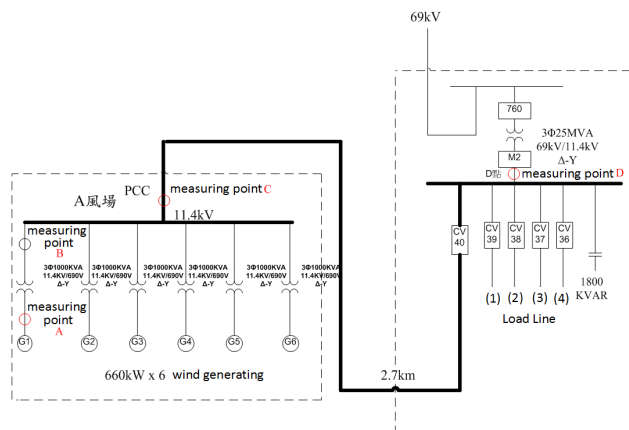 69kV
760
3Φ25MVA
69kV/11.4kV
Δ-Y
M2
D點
measuring point D
PCC
measuring point C
A風場
11.4kV
measuring
point
B
3Φ1000KVA
11.4KV/690V
Δ-Y
3Φ1000KVA
11.4KV/690V
Δ-Y
3Φ1000KVA
11.4KV/690V
Δ-Y
3Φ1000KVA
11.4KV/690V
Δ-Y
3Φ1000KVA
11.4KV/690V
Δ-Y
3Φ1000KVA
11.4KV/690V
Δ-Y
measuring
point
A
G1
G2
G3
G4
G5
G6
660kW x 6 wind generating
2.7km
CV
40
CV
39
CV
38
CV
37
CV
36
1800
KVAR
(1)
(2)
(3)
(4)
Load Line